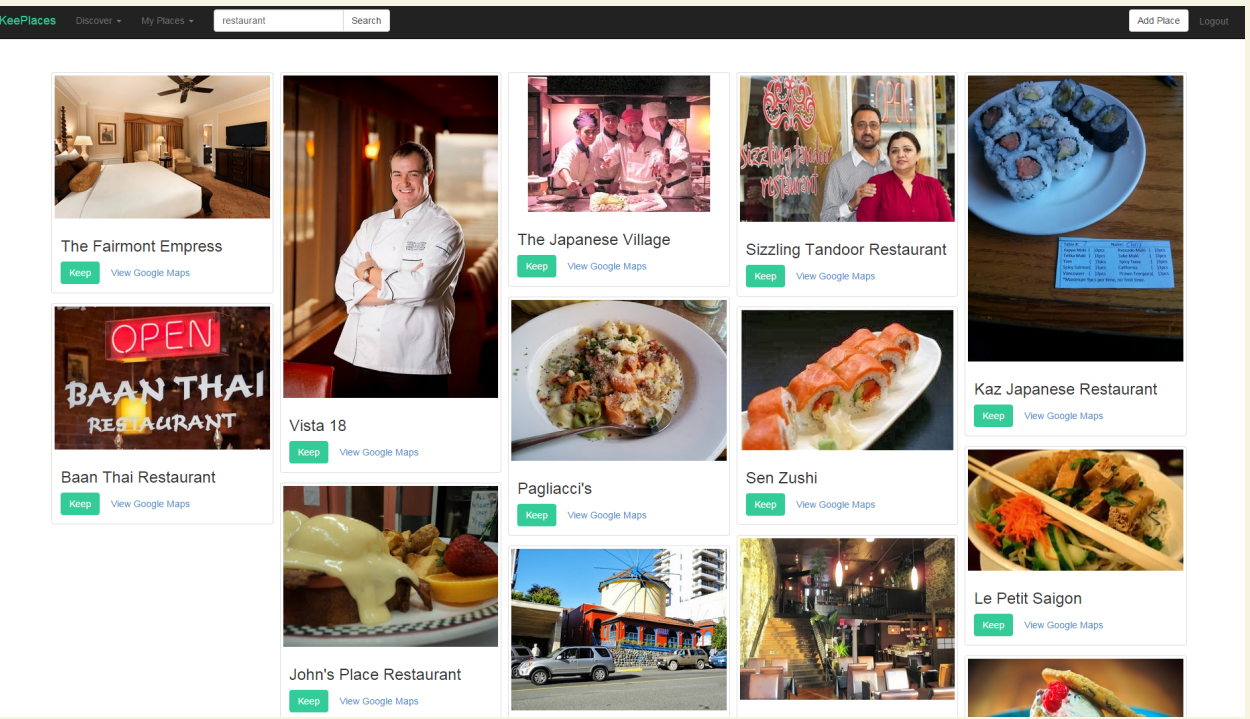 KeePlaces Discover My Places restaurant Search Add Place Logout
The Fairmont Empress
Keep View Google Maps
OPEN
BAAN THAI
RESTAURANT
Baan Thai Restaurant
Keep View Google Maps
Vista 18
Keep View Google Maps
John's Place Restaurant
Keep View Google Maps
The Japanese Village
Keep View Google Maps
Pagliacci's
Keep View Google Maps
OPEN
Sizzling tandoor
restaurant
Sizzling Tandoor Restaurant
Keep View Google Maps
Sen Zushi
Keep View Google Maps
Kaz Japanese Restaurant
Keep View Google Maps
Le Petit Saigon
Keep View Google Maps